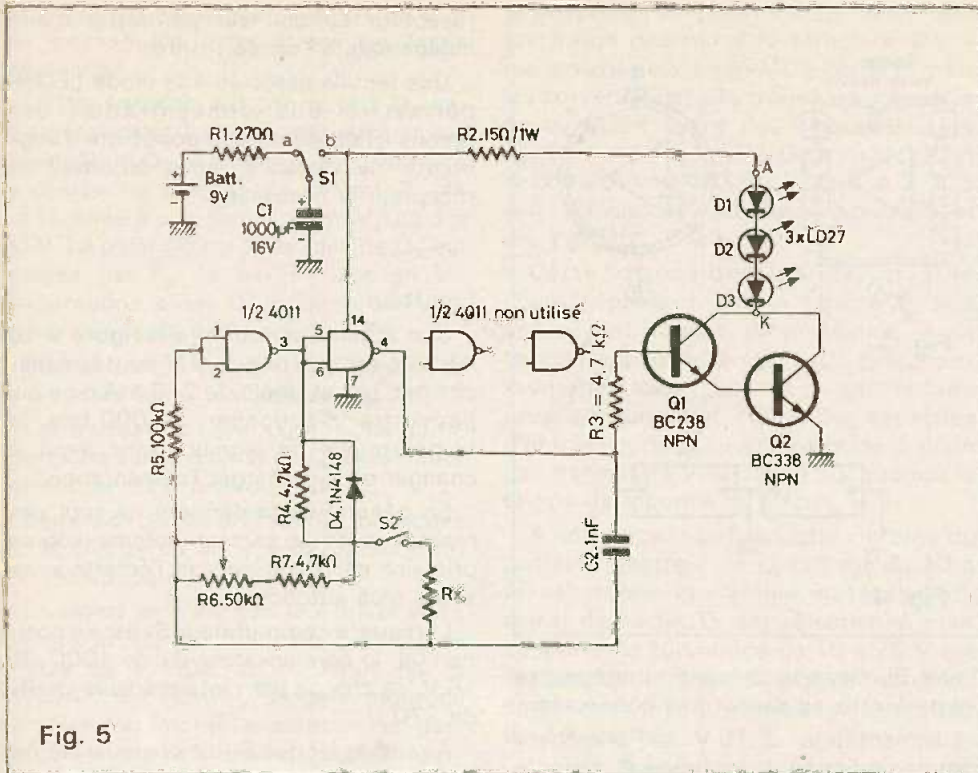 R1.270Ω
a
b
S1
R2.15Ω/1W
Batt.
9V
+
-
C1
1000µF
16V
+
-
A
D1
D2
3xLD27
D3
K
1/2 4011
1
2
3
5
6
14
7
4
1/2 4011 non utilisé
R3=4,7 kΩ
Q1
BC238
NPN
Q2
BC338
NPN
R5.100kΩ
R4.4,7kΩ
D4.1N4148
S2
R7.4,7kΩ
R6.50kΩ
Rx
C2.1nF
Fig. 5